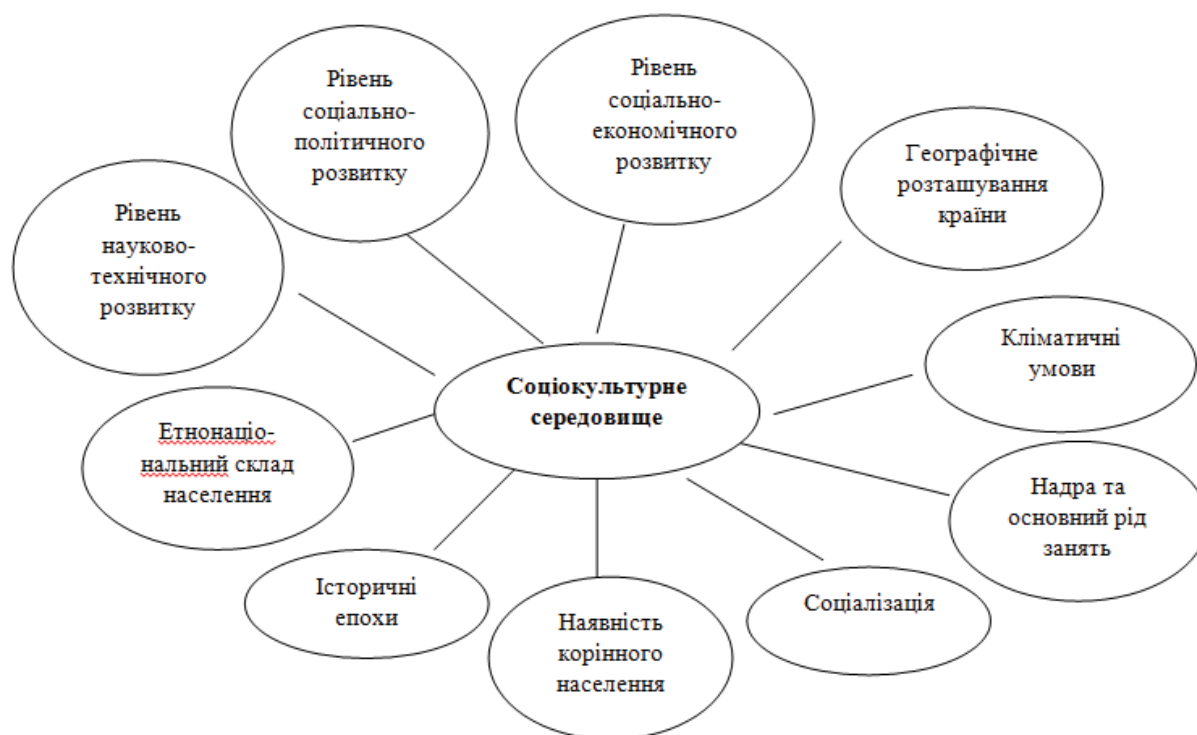 Рівень
соціально-
політичного
розвитку
Рівень
соціально-
економічного
розвитку
Географічне
розташування
країни
Рівень
науково-
технічного
розвитку
Кліматичні
умови
Соціокультурне
середовище
Етнонаціо-
нальний склад
населення
Надра та
основний рід
занять
Історичні
епохи
Наявність
корінного
населення
Соціалізація